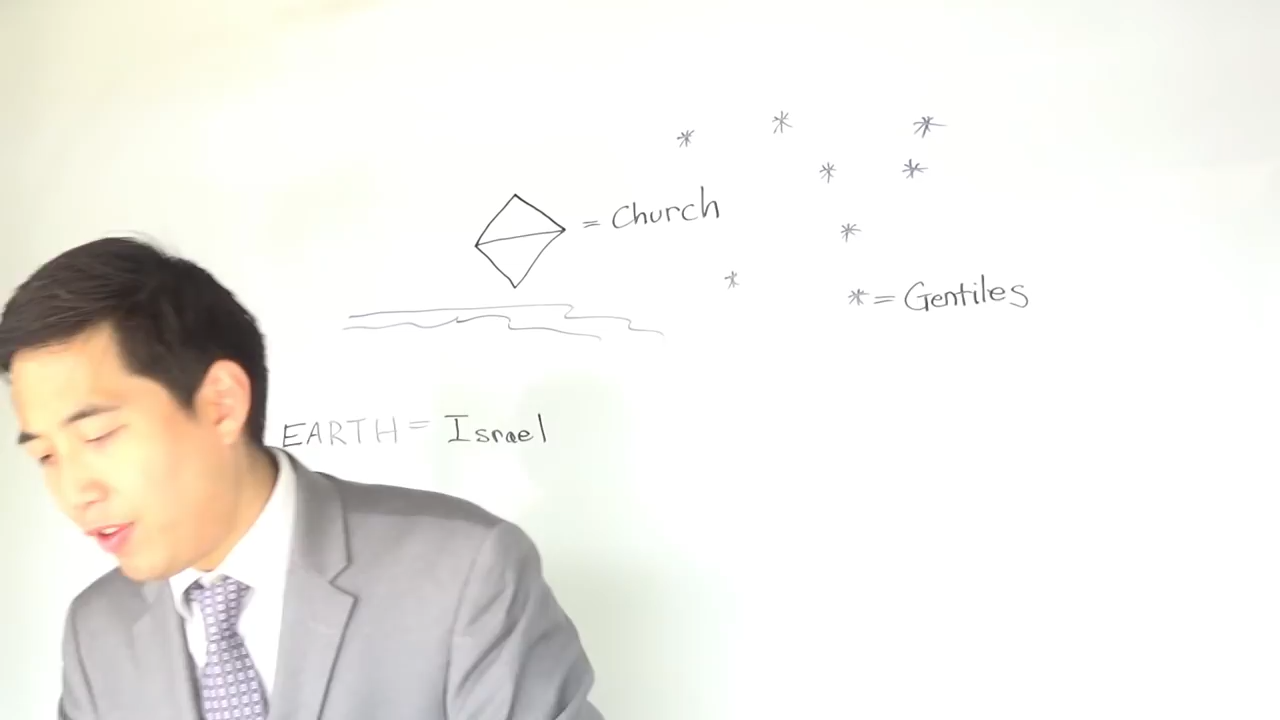 = Church
* = Gentiles
EARTH = Israel